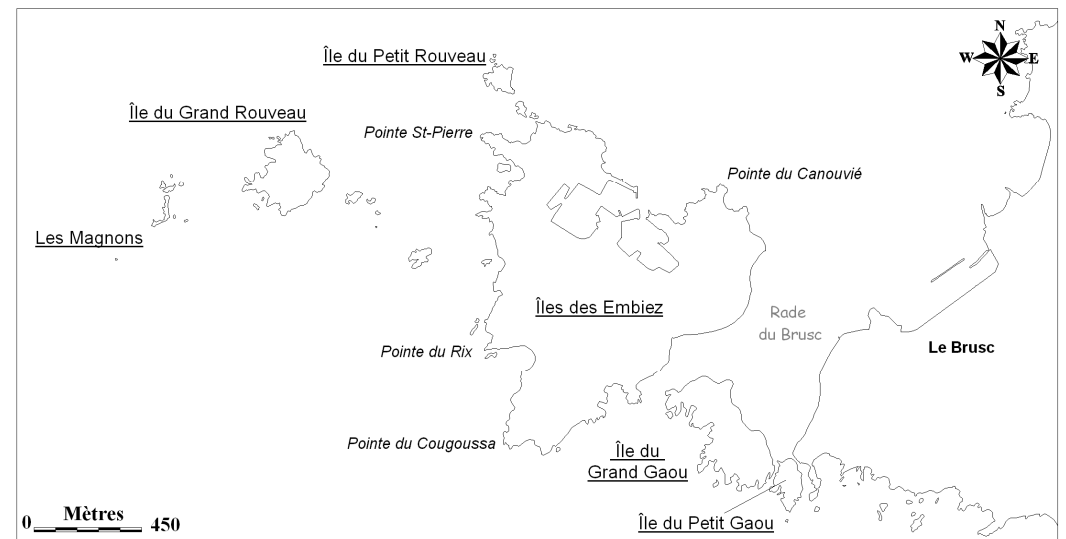 N
Île du Petit Rouveau
W
E
S
Île du Grand Rouveau
Pointe St-Pierre
Pointe du Canouvié
Les Magnons
Îles des Embiez
Rade
du Brusc
Le Brusc
Pointe du Rix
Pointe du Cougoussa
Île du
Grand Gaou
Mètres
0
450
Île du Petit Gaou